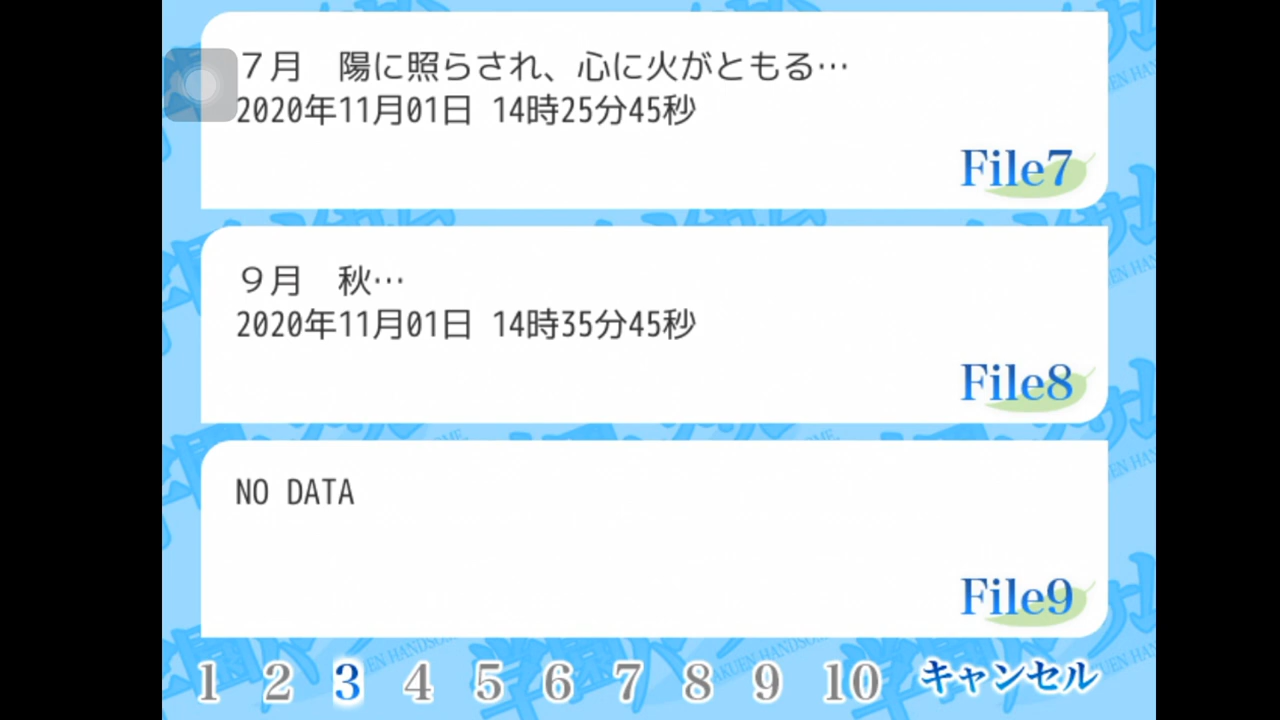 ７月　陽に照らされ、心に火がともる…
2020年11月01日 14時25分45秒
File7
９月　秋…
2020年11月01日 14時35分45秒
File8
NO DATA
File9
1 2 3 4 5 6 7 8 9 10 キャンセル